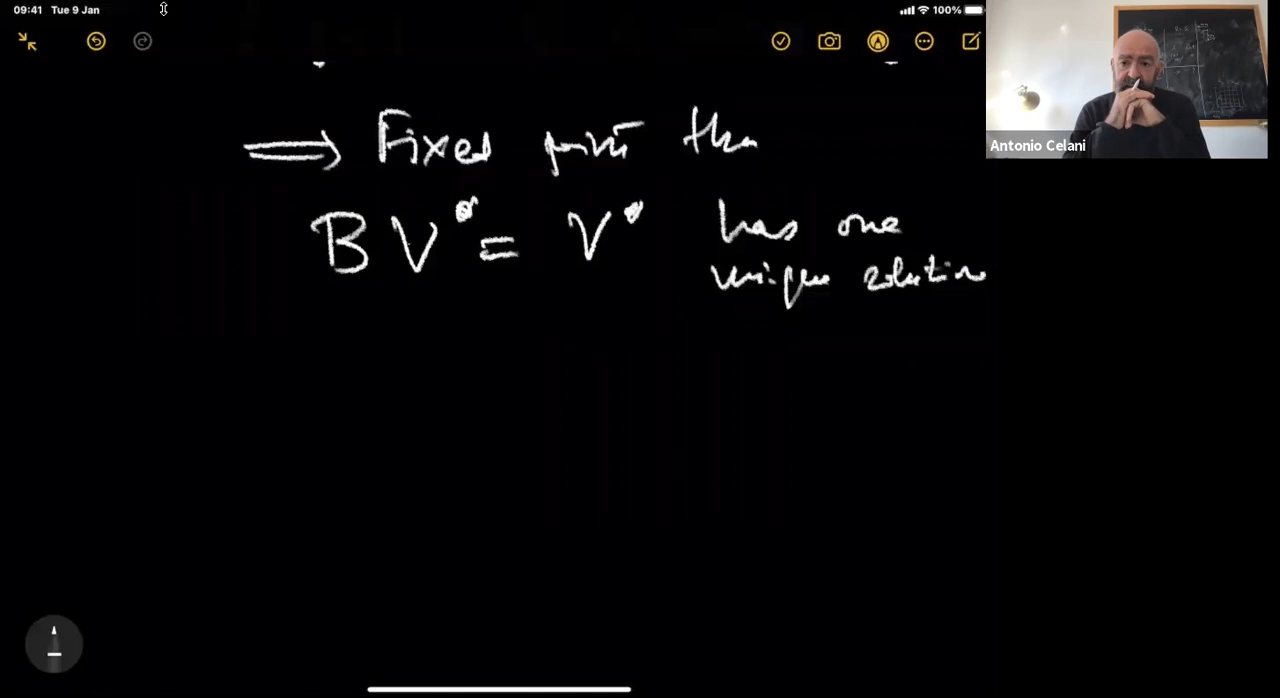 09:41 Tue 9 Jan
100%
Antonio Celani
⟹ Fixed point thm
B V* = V* has one
unique solution